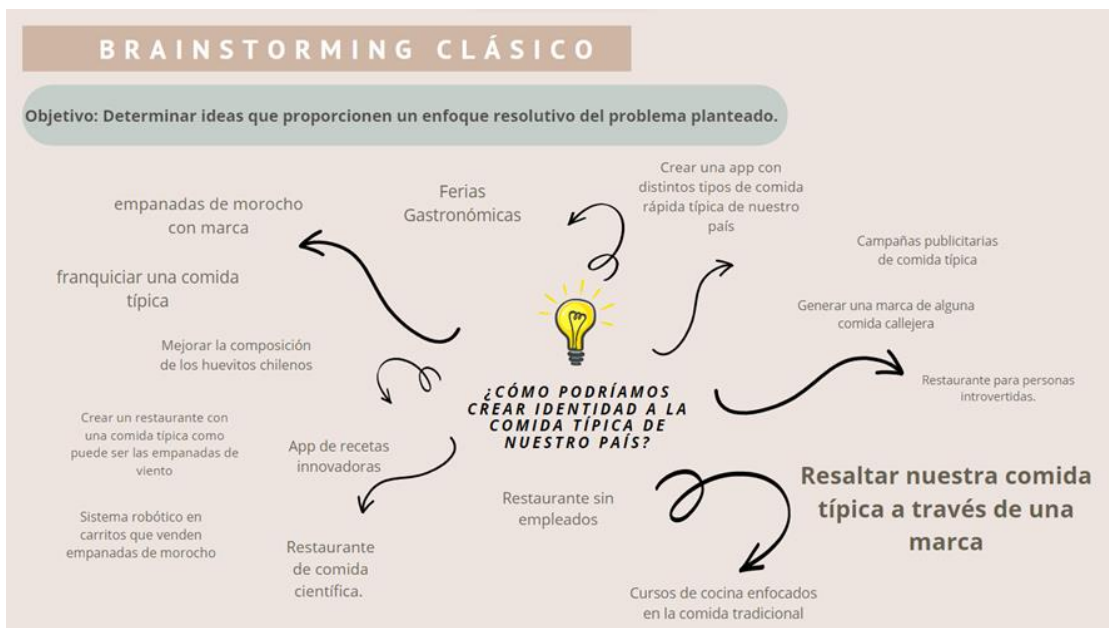 BRAINSTORMING CLÁSICO
Objetivo: Determinar ideas que proporcionen un enfoque resolutivo del problema planteado.
empanadas de morocho
con marca
Ferias
Gastronómicas
Crear una app con
distintos tipos de comida
rápida típica de nuestro
país
Campañas publicitarias
de comida típica
franquiciar una comida
típica
Generar una marca de alguna
comida callejera
Mejorar la composición
de los huevitos chilenos
Restaurante para personas
introvertidas.
¿CÓMO PODRÍAMOS
CREAR IDENTIDAD A LA
COMIDA TÍPICA DE
NUESTRO PAÍS?
Crear un restaurante con
una comida típica como
puede ser las empanadas de
viento
App de recetas
innovadoras
Restaurante sin
empleados
Resaltar nuestra comida
típica a través de una
marca
Sistema robótico en
carritos que venden
empanadas de morocho
Restaurante
de comida
científica.
Cursos de cocina enfocados
en la comida tradicional